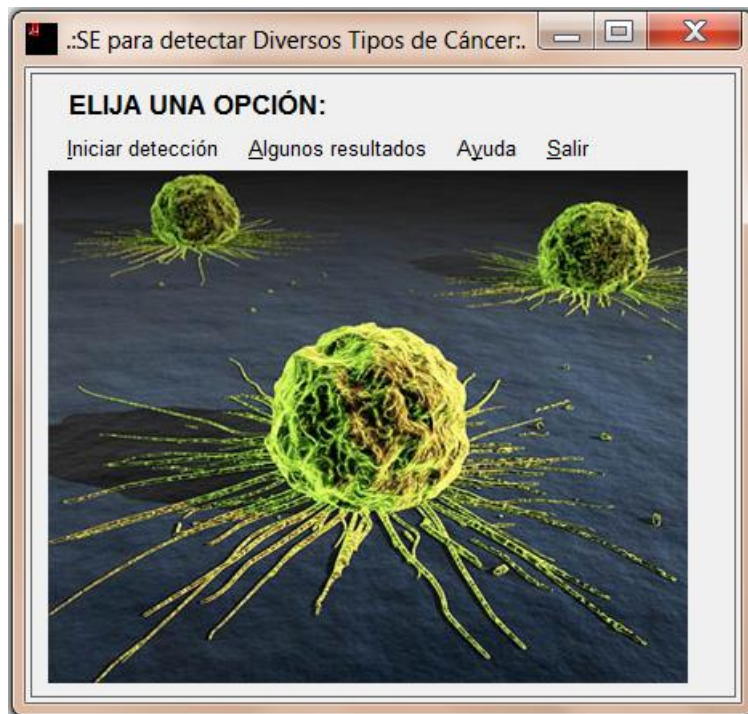 .:SE para detectar Diversos Tipos de Cáncer:.
ELIJA UNA OPCIÓN:
Iniciar detección Algunos resultados Ayuda Salir